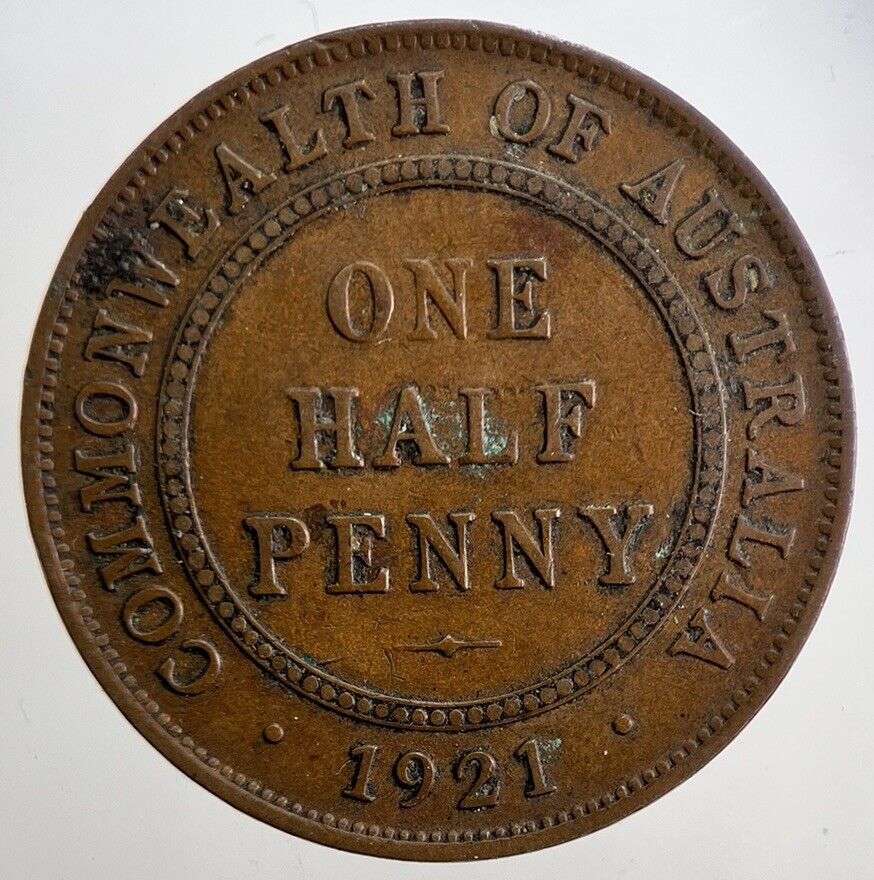 COMMONWEALTH OF AUSTRALIA
ONE
HALF
PENNY
1921